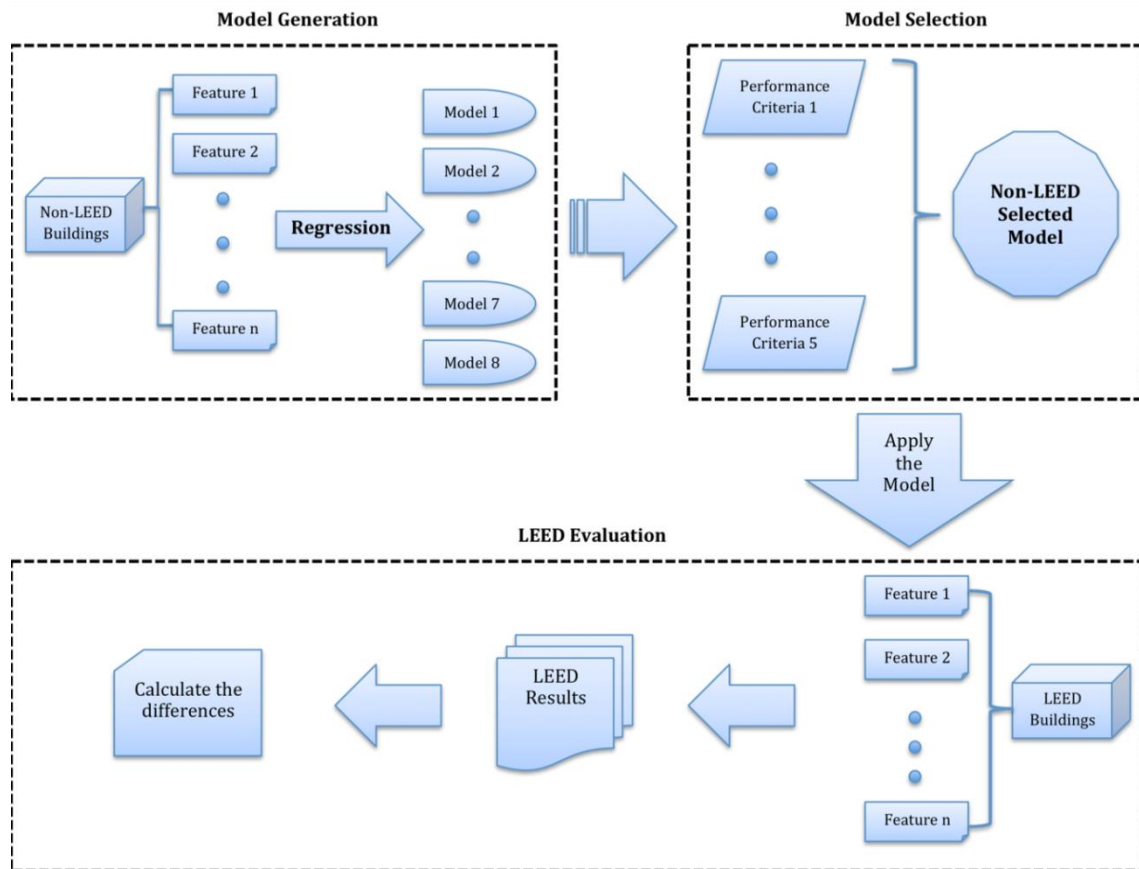 Model Generation
Non-LEED
Buildings
Feature 1
Feature 2
Feature n
Regression
Model 1
Model 2
Model 7
Model 8
Model Selection
Performance
Criteria 1
Performance
Criteria 5
Non-LEED
Selected
Model
Apply
the
Model
LEED Evaluation
Feature 1
Feature 2
Feature n
LEED
Buildings
LEED
Results
Calculate the
differences